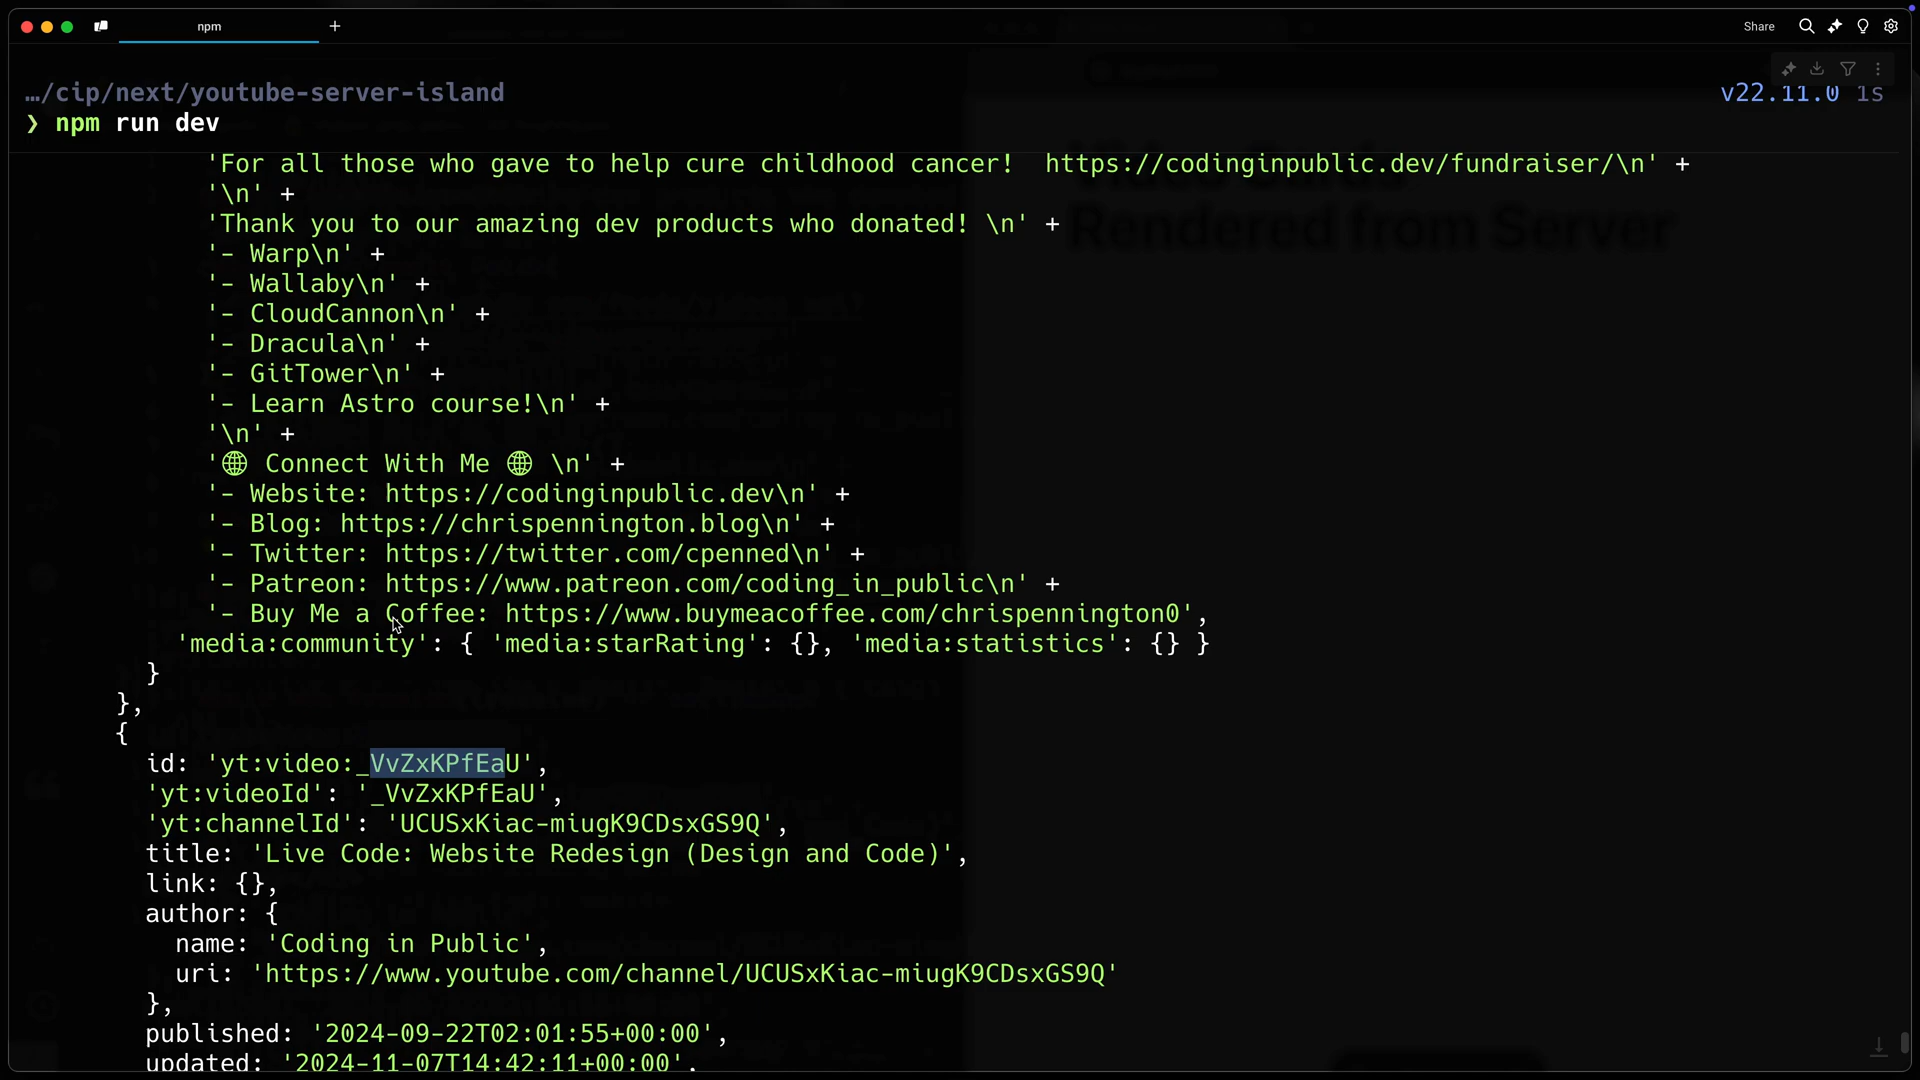 npm
+
Share
…/cip/next/youtube-server-island
v22.11.0 1s
❯ npm run dev
'For all those who gave to help cure childhood cancer!  https://codinginpublic.dev/fundraiser/\n' +
'\n' +
'Thank you to our amazing dev products who donated! \n' +
'- Warp\n' +
'- Wallaby\n' +
'- CloudCannon\n' +
'- Dracula\n' +
'- GitTower\n' +
'- Learn Astro course!\n' +
'\n' +
'🌐 Connect With Me 🌐 \n' +
'- Website: https://codinginpublic.dev\n' +
'- Blog: https://chrispennington.blog\n' +
'- Twitter: https://twitter.com/cpenned\n' +
'- Patreon: https://www.patreon.com/coding_in_public\n' +
'- Buy Me a Coffee: https://www.buymeacoffee.com/chrispennington0',
'media:community': { 'media:starRating': {}, 'media:statistics': {} }
}
},
{
id: 'yt:video:_VvZxKPfEaU',
'yt:videoId': '_VvZxKPfEaU',
'yt:channelId': 'UCUSxKiac-miugK9CDsxGS9Q',
title: 'Live Code: Website Redesign (Design and Code)',
link: {},
author: {
name: 'Coding in Public',
uri: 'https://www.youtube.com/channel/UCUSxKiac-miugK9CDsxGS9Q'
},
published: '2024-09-22T02:01:55+00:00',
updated: '2024-11-07T14:42:11+00:00',
Rendered from Server